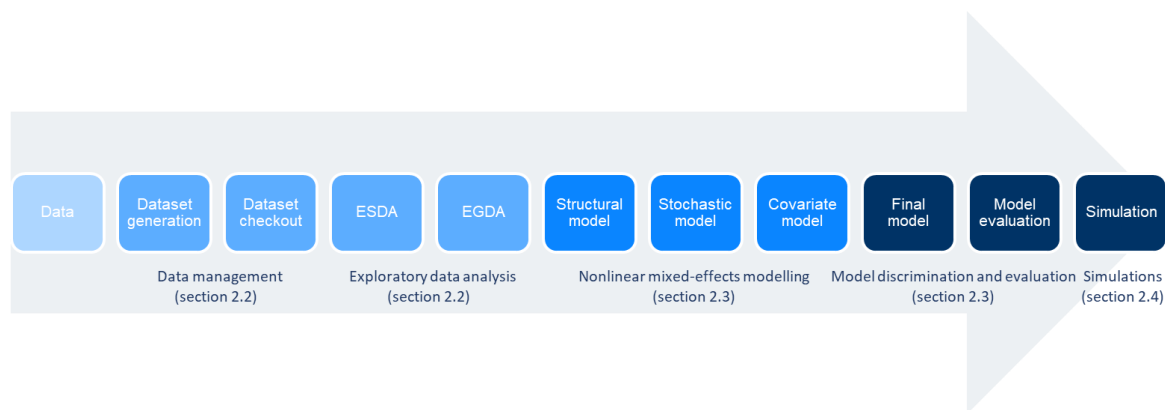 Data
Dataset
generation
Dataset
checkout
ESDA
EGDA
Structural
model
Stochastic
model
Covariate
model
Final
model
Model
evaluation
Simulation
Data management
(section 2.2)
Exploratory data analysis
(section 2.2)
Nonlinear mixed-effects modelling
(section 2.3)
Model discrimination and evaluation
(section 2.3)
Simulations
(section 2.4)